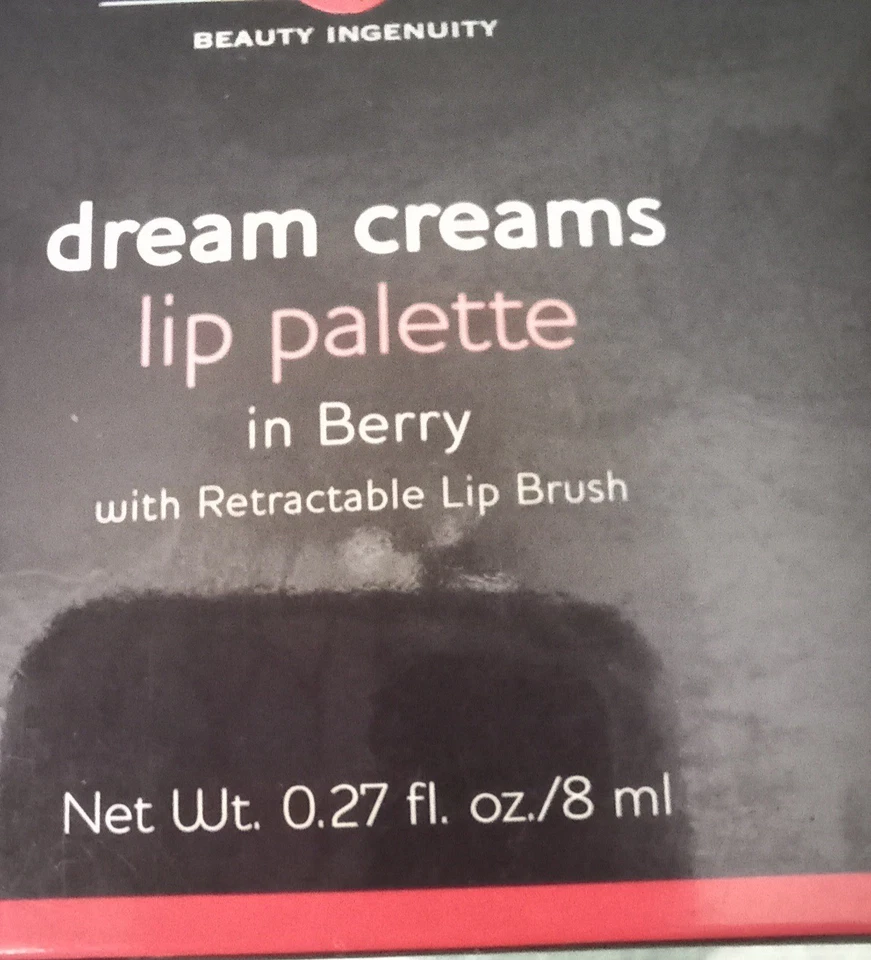 BEAUTY INGENUITY
dream creams
lip palette
in Berry
with Retractable Lip Brush
Net Wt. 0.27 fl. oz./8 ml